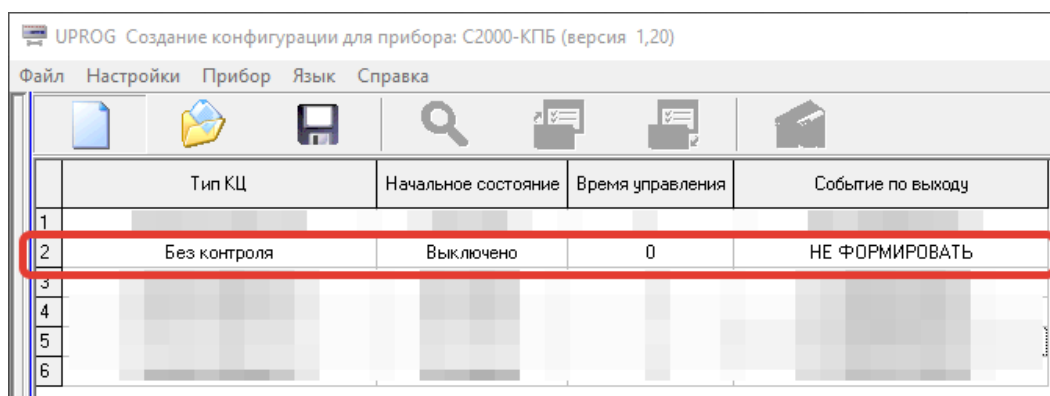 UPROG Создание конфигурации для прибора: С2000-КПБ (версия 1,20)
Файл Настройки Прибор Язык Справка
Тип КЦ Начальное состояние Время управления Событие по выходу
1
2 Без контроля Выключено 0 НЕ ФОРМИРОВАТЬ
3
4
5
6